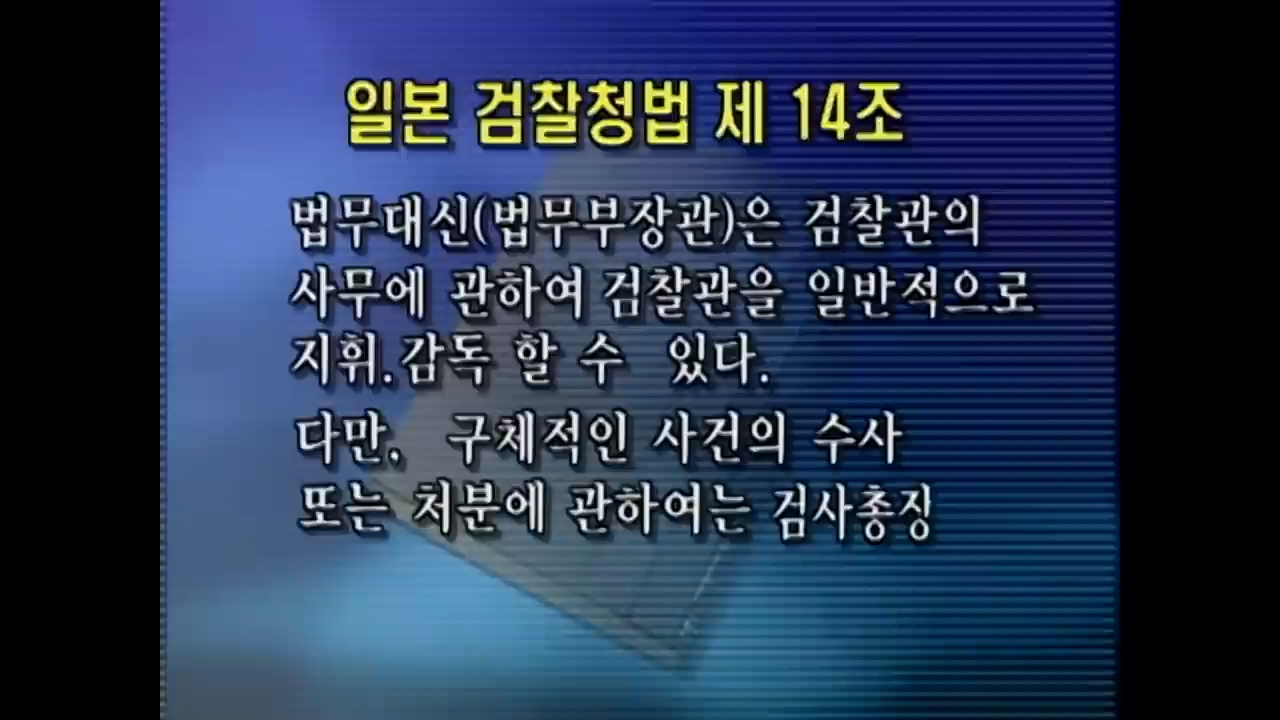 일본 검찰청법 제 14조
법무대신(법무부장관)은 검찰관의
사무에 관하여 검찰관을 일반적으로
지휘.감독 할 수 있다.
다만, 구체적인 사건의 수사
또는 처분에 관하여는 검사총장